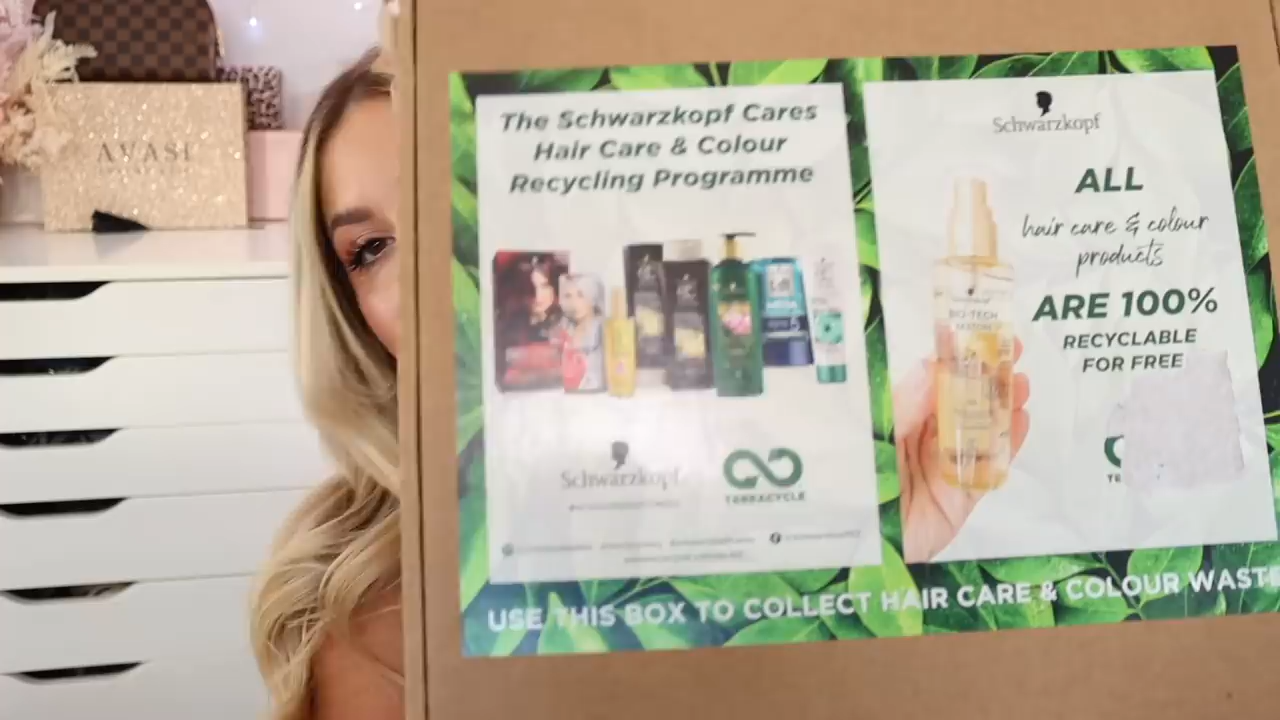 The Schwarzkopf Cares
Hair Care & Colour
Recycling Programme
Schwarzkopf
TERRACYCLE
Schwarzkopf
ALL
hair care & colour
products
ARE 100%
RECYCLABLE
FOR FREE
TE
USE THIS BOX TO COLLECT HAIR CARE & COLOUR WASTE